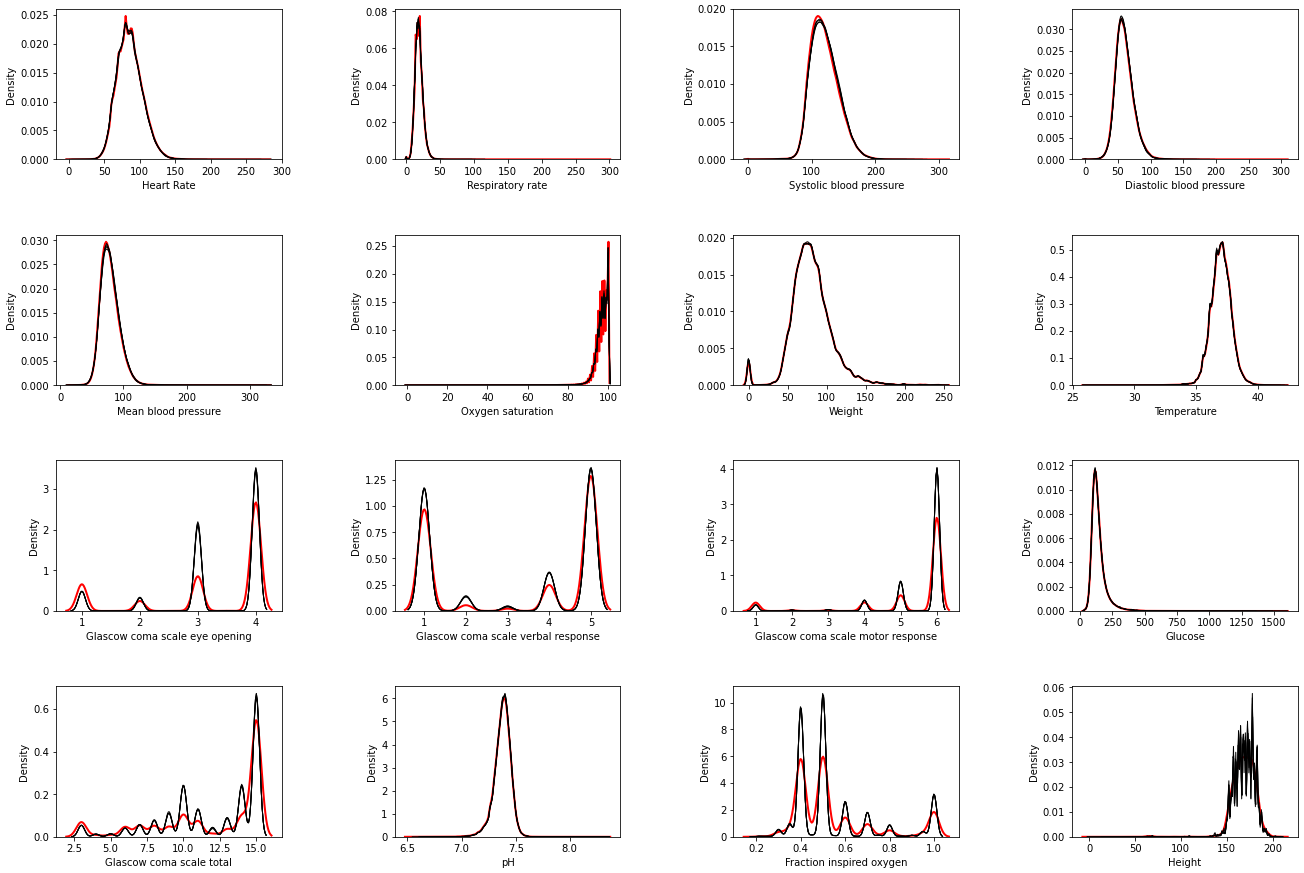 0.025 0.020 0.015 0.010 0.005 0.000
Density
0 50 100 150 200 250 300
Heart Rate
0.08 0.06 0.04 0.02 0.00
Density
0 50 100 150 200 250 300
Respiratory rate
0.020 0.015 0.010 0.005 0.000
Density
0 100 200 300
Systolic blood pressure
0.030 0.025 0.020 0.015 0.010 0.005 0.000
Density
0 50 100 150 200 250 300
Diastolic blood pressure
0.030 0.025 0.020 0.015 0.010 0.005 0.000
Density
0 100 200 300
Mean blood pressure
0.25 0.20 0.15 0.10 0.05 0.00
Density
0 20 40 60 80 100
Oxygen saturation
0.020 0.015 0.010 0.005 0.000
Density
0 50 100 150 200 250
Weight
0.5 0.4 0.3 0.2 0.1 0.0
Density
25 30 35 40
Temperature
3 2 1 0
Density
1 2 3 4
Glascow coma scale eye opening
1.25 1.00 0.75 0.50 0.25 0.00
Density
1 2 3 4 5
Glascow coma scale verbal response
4 3 2 1 0
Density
1 2 3 4 5 6
Glascow coma scale motor response
0.012 0.010 0.008 0.006 0.004 0.002 0.000
Density
0 250 500 750 1000 1250 1500
Glucose
0.6 0.4 0.2 0.0
Density
2.5 5.0 7.5 10.0 12.5 15.0
Glascow coma scale total
6 5 4 3 2 1 0
Density
6.5 7.0 7.5 8.0
pH
10 8 6 4 2 0
Density
0.2 0.4 0.6 0.8 1.0
Fraction inspired oxygen
0.06 0.05 0.04 0.03 0.02 0.01 0.00
Density
0 50 100 150 200
Height